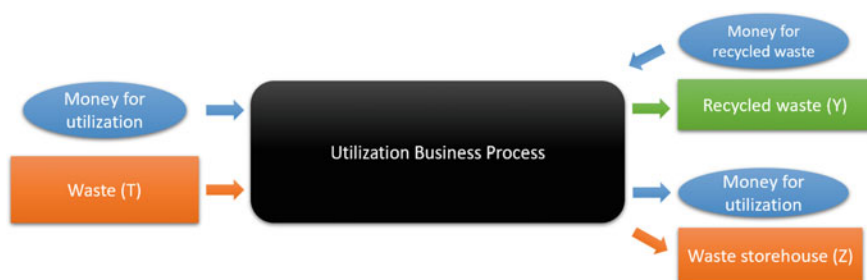 Money for
recycled waste
Money for
utilization
Recycled waste (Y)
Utilization Business Process
Waste (T)
Money for
utilization
Waste storehouse (Z)